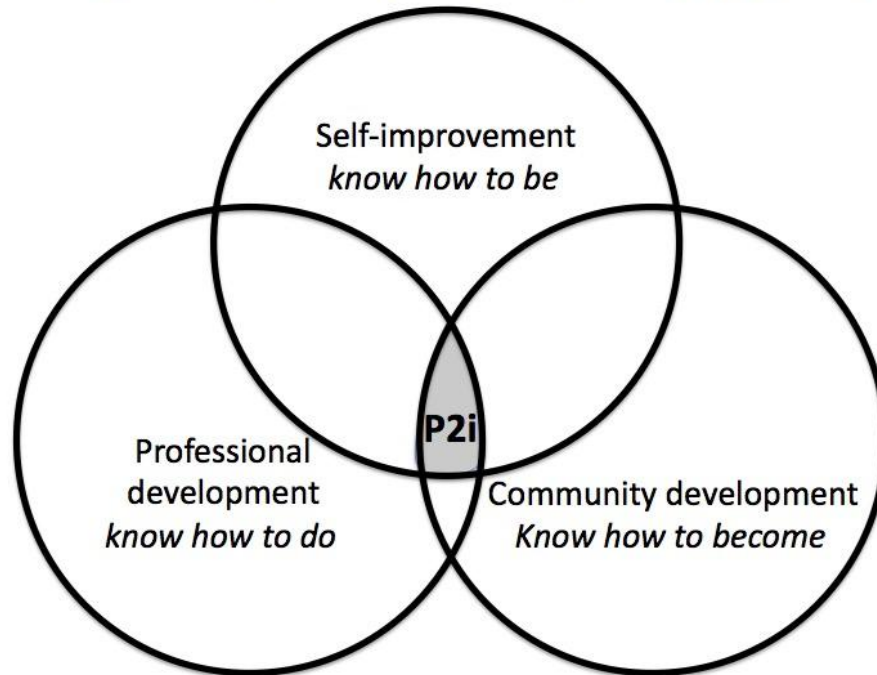 Self-improvement
know how to be
P2i
Professional
development
know how to do
Community development
Know how to become